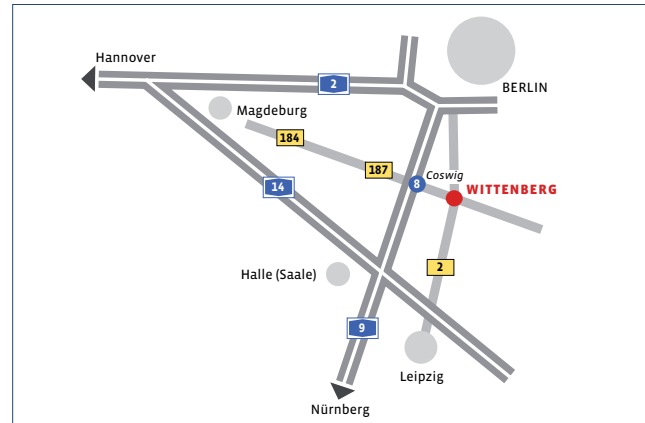 Hannover
2
BERLIN
Magdeburg
184
187
8
Coswig
WITTENBERG
14
Halle (Saale)
2
9
Leipzig
Nürnberg